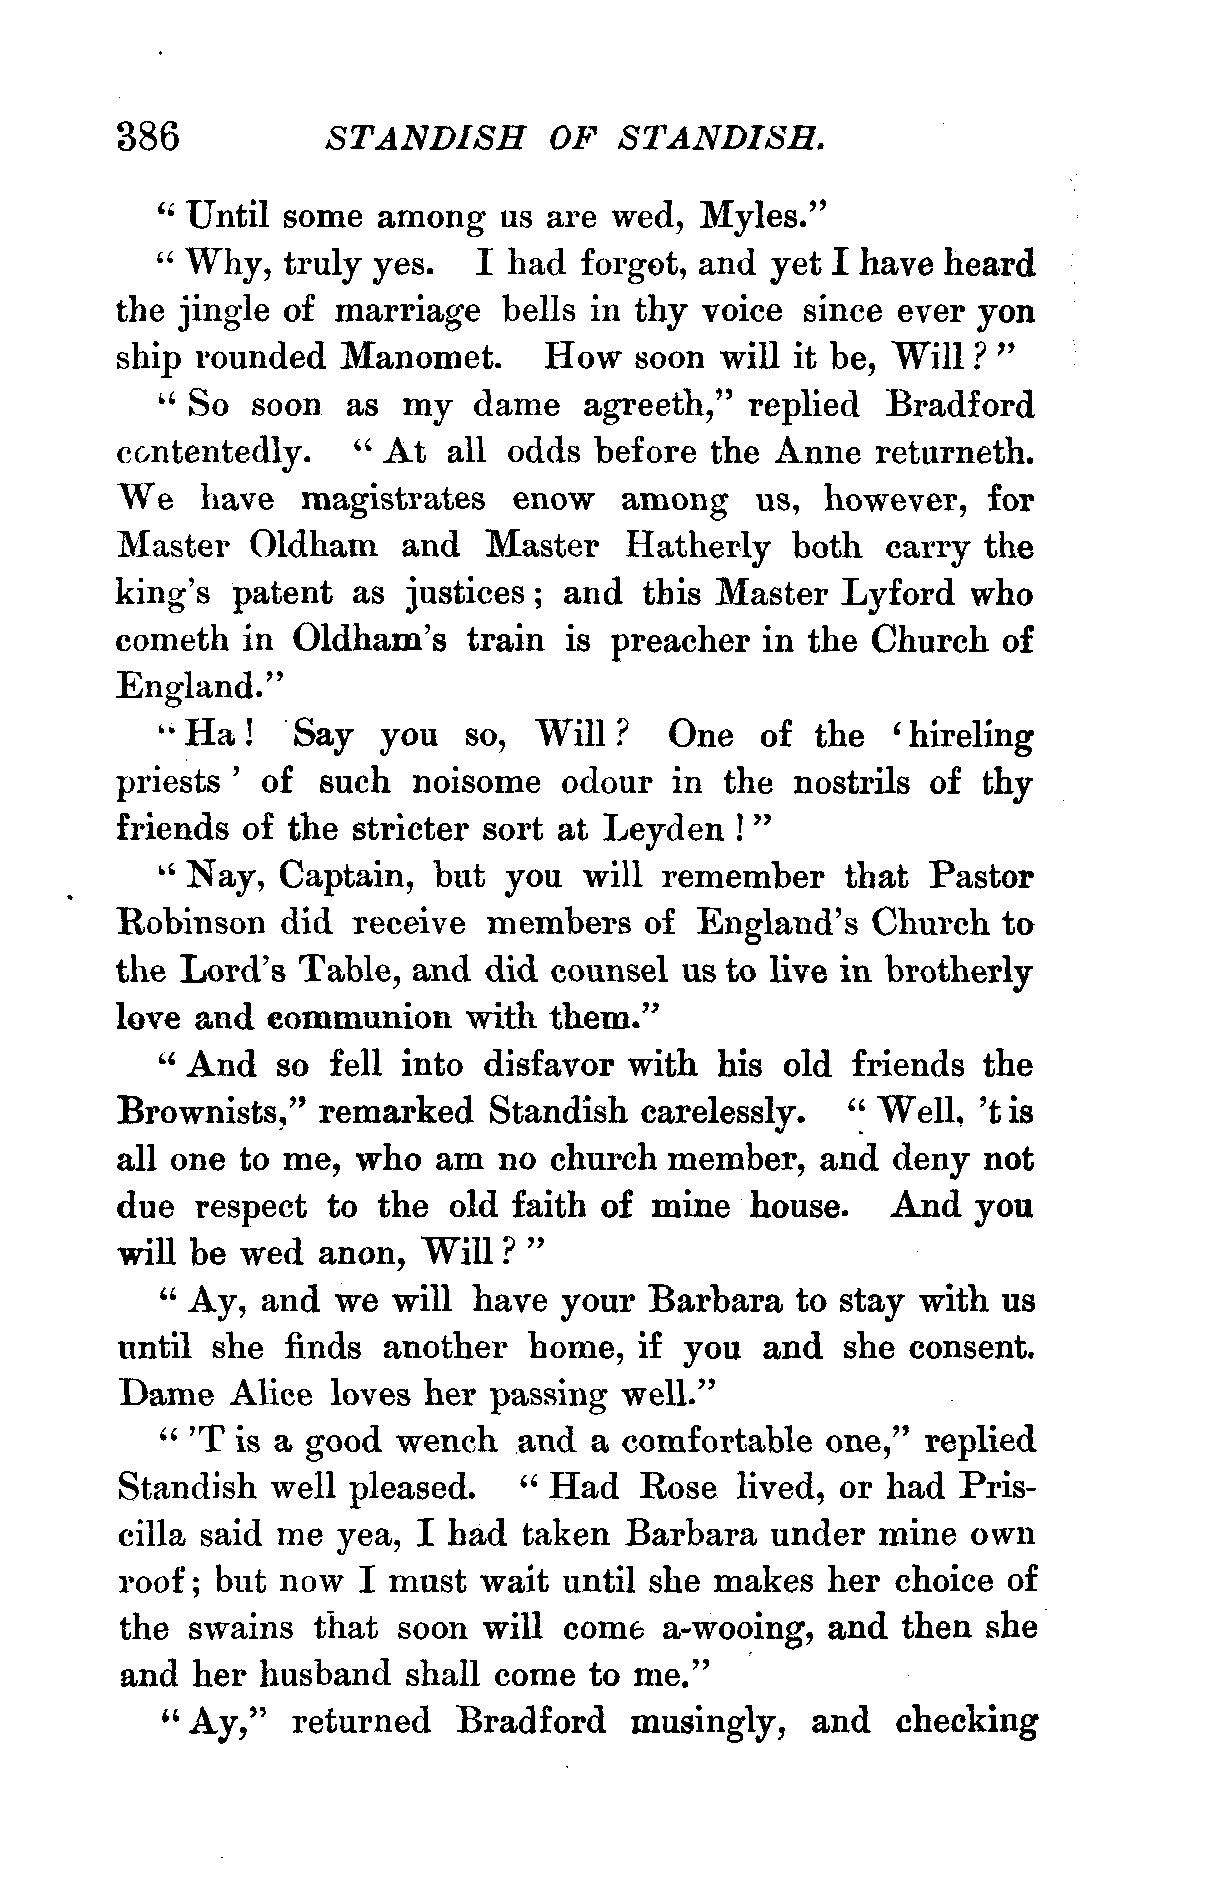 386 STANDISH OF STANDISH.
“ Until some among us are wed, Myles.”
“ Why, truly yes. I had forgot, and yet I have heard
the jingle of marriage bells in thy voice since ever yon
ship rounded Manomet. How soon will it be, Will ? ”
“ So soon as my dame agreeth,” replied Bradford
contentedly. “ At all odds before the Anne returneth.
We have magistrates enow among us, however, for
Master Oldham and Master Hatherly both carry the
king's patent as justices ; and this Master Lyford who
cometh in Oldham's train is preacher in the Church of
England.”
“ Ha ! Say you so, Will ? One of the ‘ hireling
priests ’ of such noisome odour in the nostrils of thy
friends of the stricter sort at Leyden ! ”
“ Nay, Captain, but you will remember that Pastor
Robinson did receive members of England's Church to
the Lord's Table, and did counsel us to live in brotherly
love and communion with them.”
“ And so fell into disfavor with his old friends the
Brownists,” remarked Standish carelessly. “ Well, 't is
all one to me, who am no church member, and deny not
due respect to the old faith of mine house. And you
will be wed anon, Will ? ”
“ Ay, and we will have your Barbara to stay with us
until she finds another home, if you and she consent.
Dame Alice loves her passing well.”
“ 'T is a good wench and a comfortable one,” replied
Standish well pleased. “ Had Rose lived, or had Pris-
cilla said me yea, I had taken Barbara under mine own
roof ; but now I must wait until she makes her choice of
the swains that soon will come a-wooing, and then she
and her husband shall come to me.”
“ Ay,” returned Bradford musingly, and checking